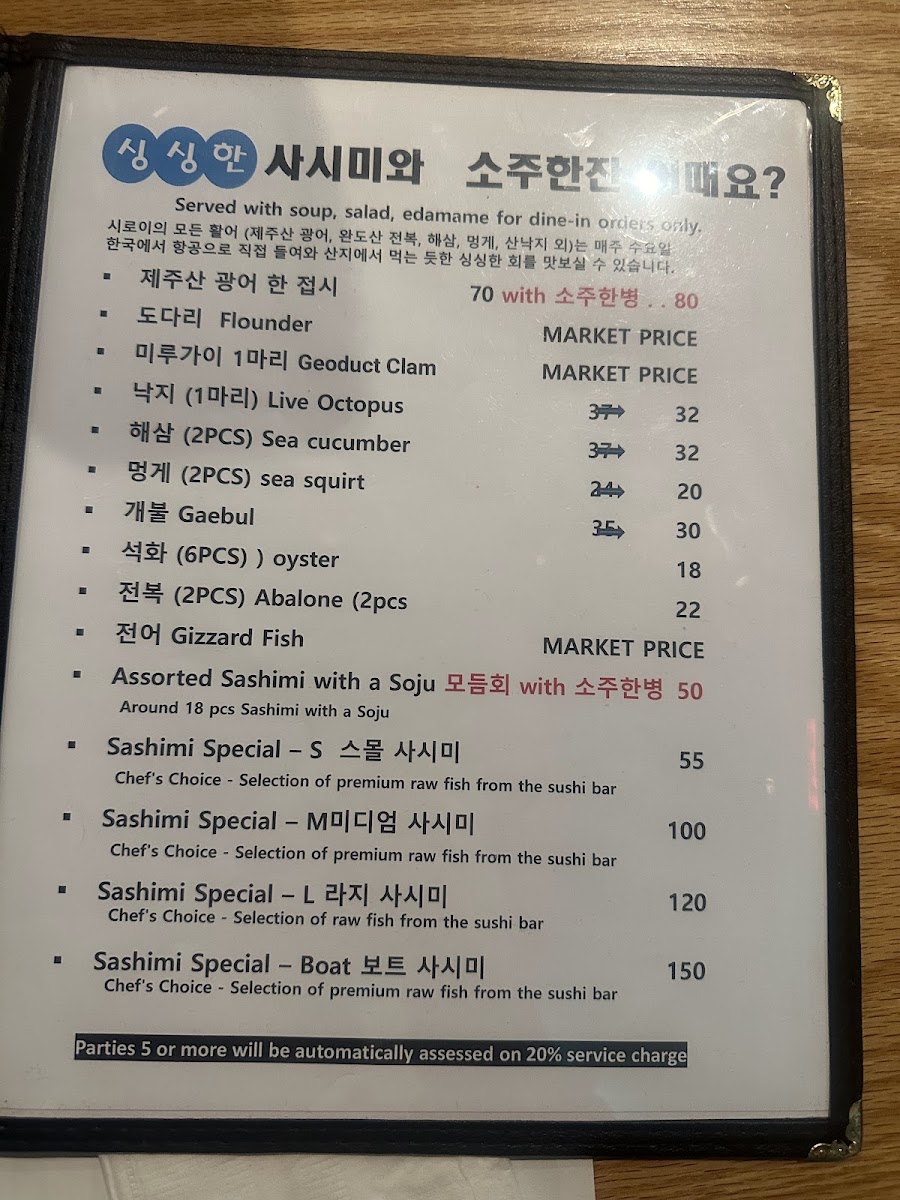 싱싱한 사시미와 소주한잔 어때요?
Served with soup, salad, edamame for dine-in orders only.
시로이의 모든 활어 (제주산 광어, 완도산 전복, 해삼, 멍게, 산낙지 외)는 매주 수요일
한국에서 항공으로 직접 들여와 산지에서 먹는 듯한 싱싱한 회를 맛보실 수 있습니다.
▪ 제주산 광어 한 접시 70 with 소주한병 . . 80
▪ 도다리 Flounder MARKET PRICE
▪ 미루가이 1마리 Geoduct Clam MARKET PRICE
▪ 낙지 (1마리) Live Octopus 37→ 32
▪ 해삼 (2PCS) Sea cucumber 37→ 32
▪ 멍게 (2PCS) sea squirt 24→ 20
▪ 개불 Gaebul 35→ 30
▪ 석화 (6PCS) ) oyster 18
▪ 전복 (2PCS) Abalone (2pcs 22
▪ 전어 Gizzard Fish MARKET PRICE
▪ Assorted Sashimi with a Soju 모듬회 with 소주한병 50
Around 18 pcs Sashimi with a Soju
▪ Sashimi Special – S 스몰 사시미 55
Chef's Choice - Selection of premium raw fish from the sushi bar
▪ Sashimi Special – M미디엄 사시미 100
Chef's Choice - Selection of premium raw fish from the sushi bar
▪ Sashimi Special – L 라지 사시미 120
Chef's Choice - Selection of raw fish from the sushi bar
▪ Sashimi Special – Boat 보트 사시미 150
Chef's Choice - Selection of premium raw fish from the sushi bar
Parties 5 or more will be automatically assessed on 20% service charge